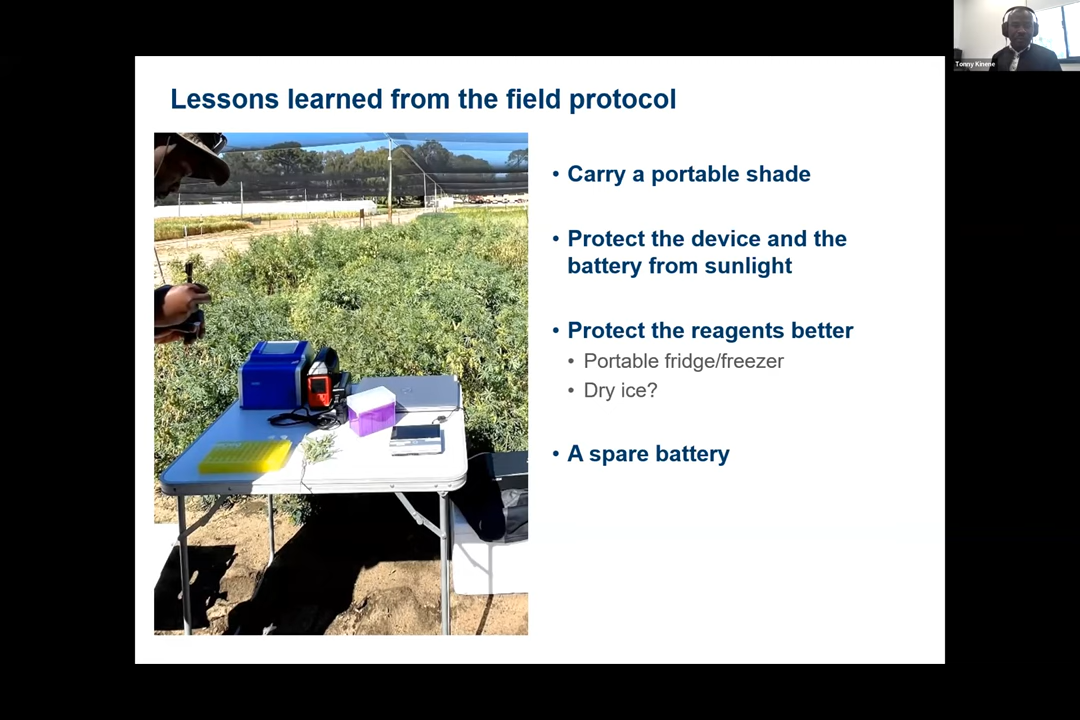 Tonny Kinene
Lessons learned from the field protocol
• Carry a portable shade
• Protect the device and the
battery from sunlight
• Protect the reagents better
• Portable fridge/freezer
• Dry ice?
• A spare battery